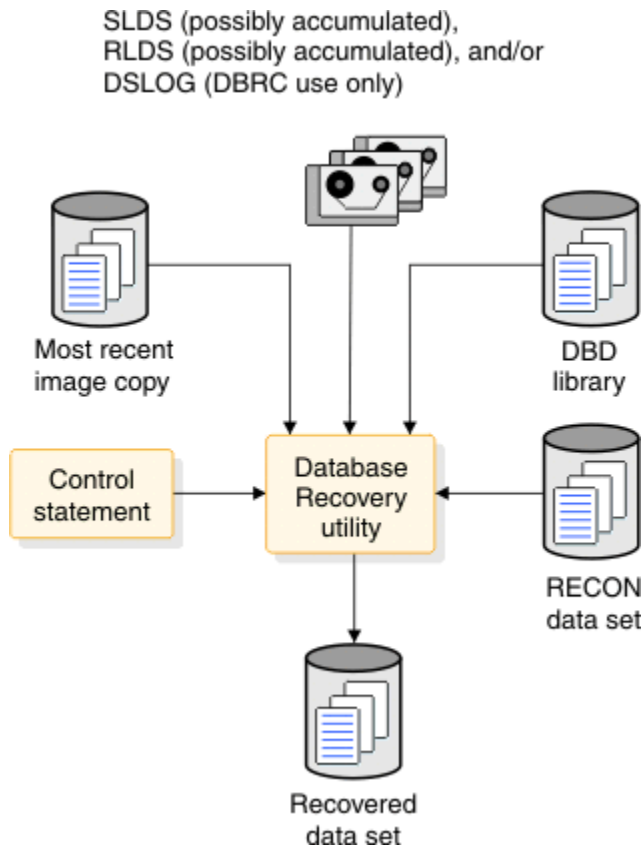 SLDS (possibly accumulated),
RLDS (possibly accumulated), and/or
DSLOG (DBRC use only)
Most recent
image copy
DBD
library
Control
statement
Database
Recovery
utility
RECON
data set
Recovered
data set